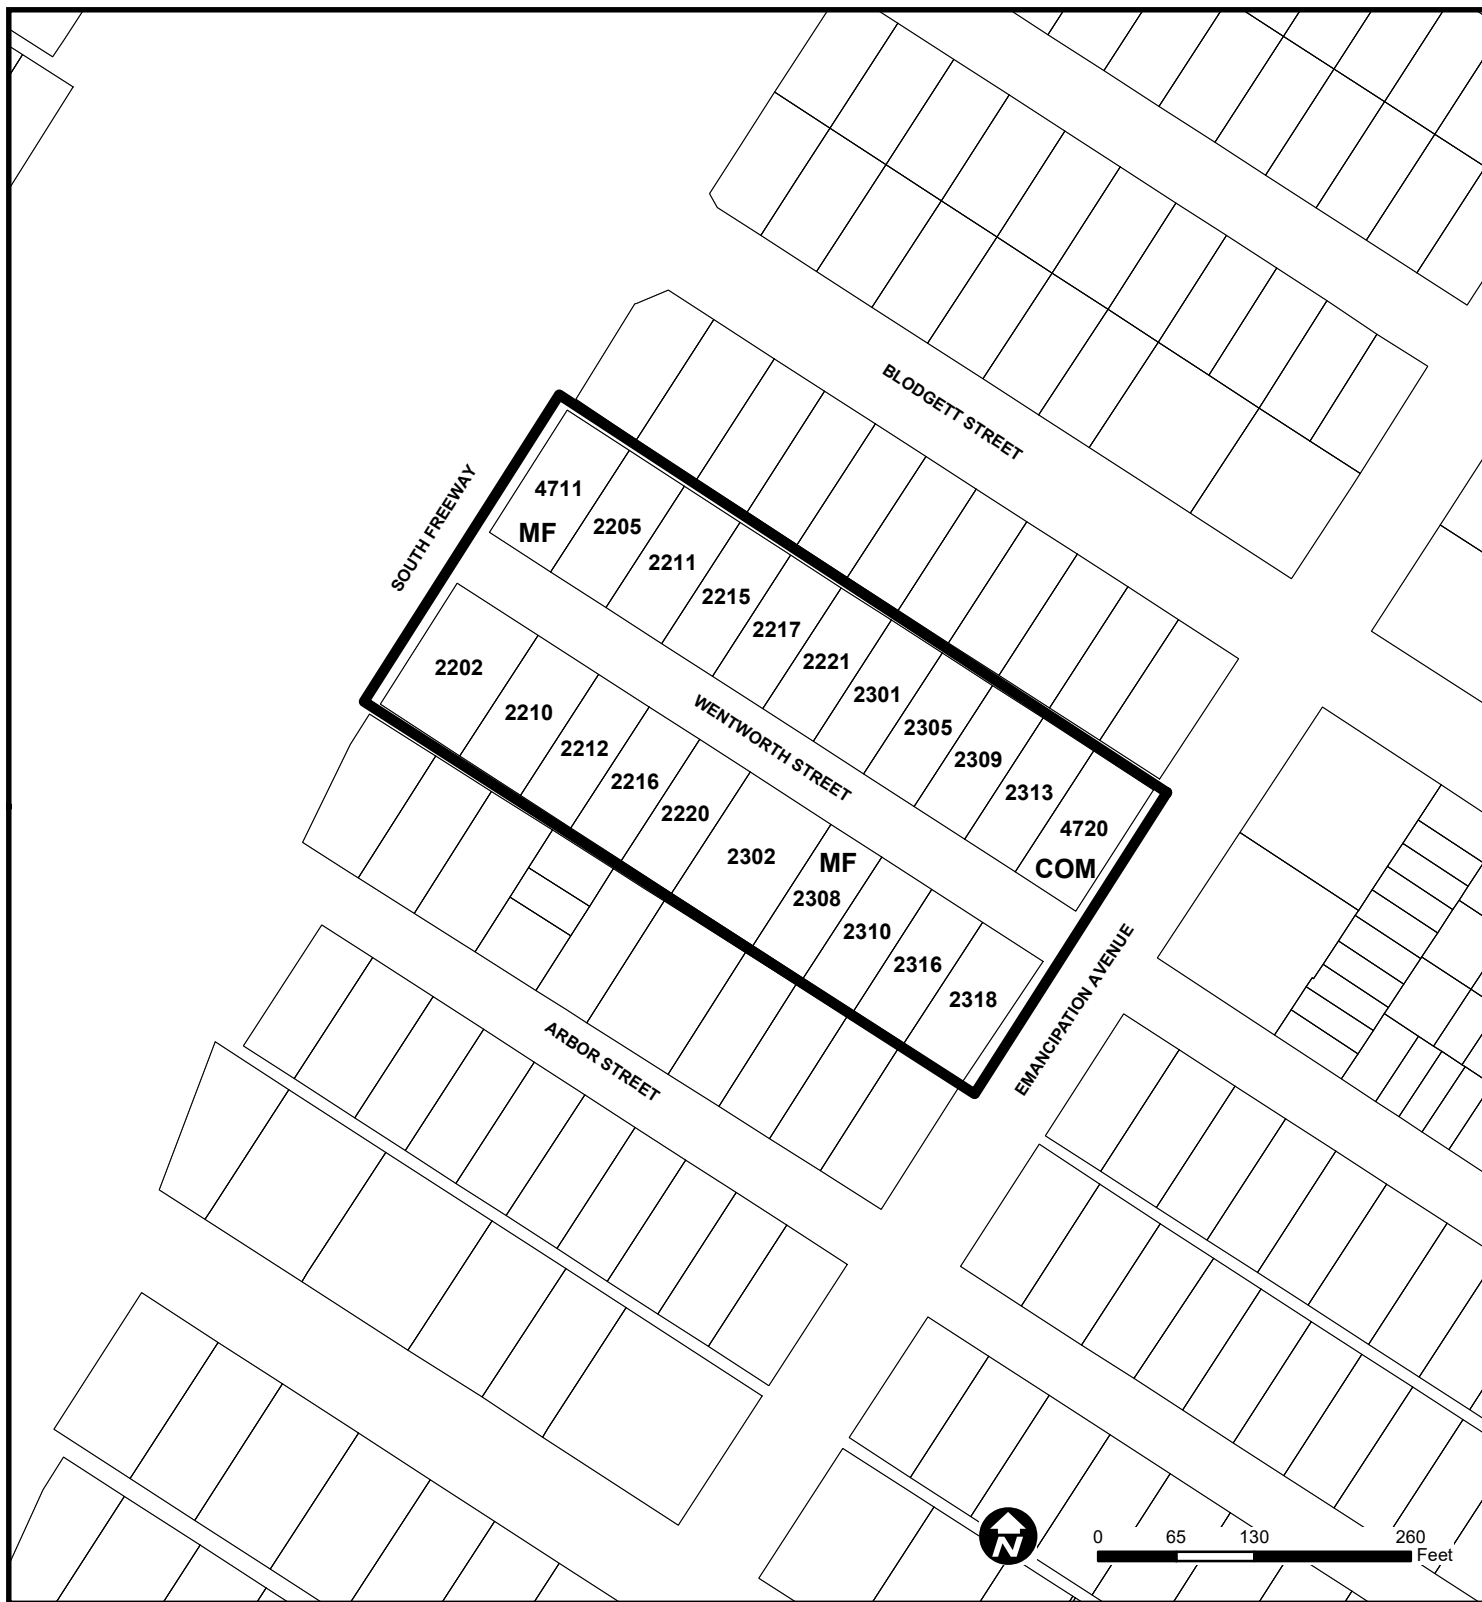 BLODGETT STREET
SOUTH FREEWAY
4711
MF
2205
2211
2215
2217
2221
2301
2305
2309
2313
4720
COM
WENTWORTH STREET
2202
2210
2212
2216
2220
2302
MF
2308
2310
2316
2318
EMANCIPATION AVENUE
ARBOR STREET
N
0 65 130 260
Feet